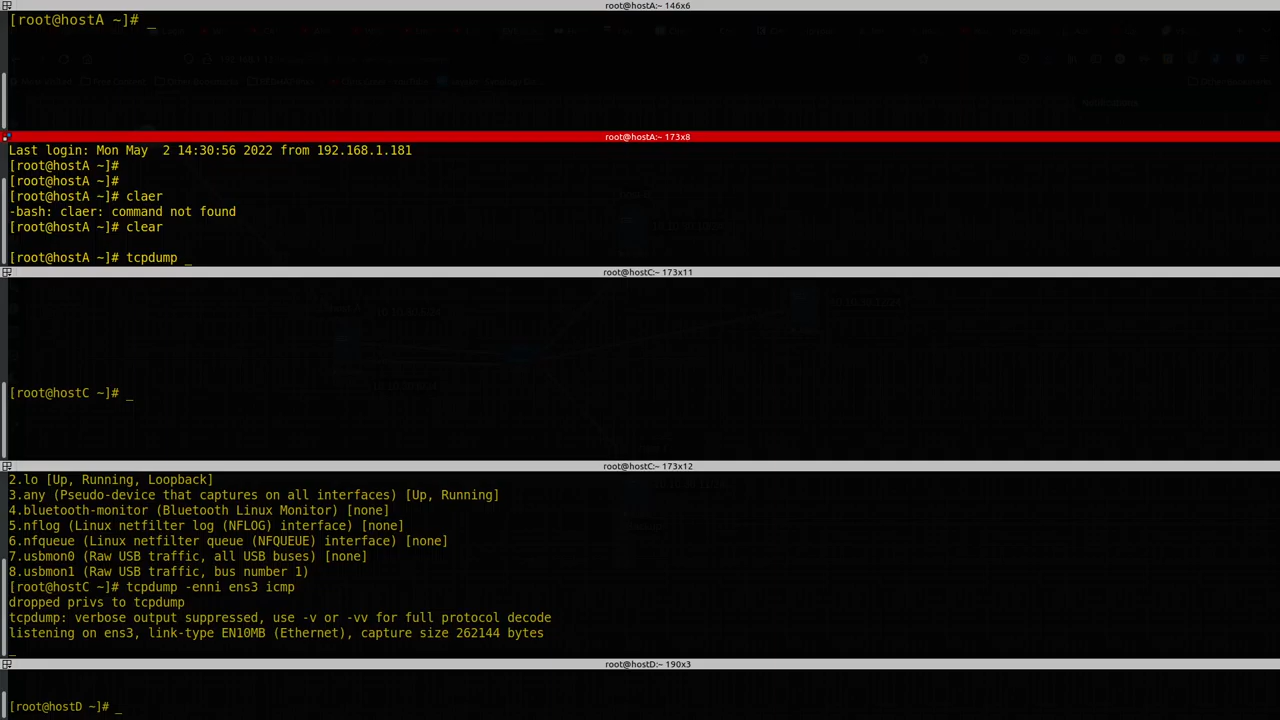 root@hostA:~ 146x6
[root@hostA ~]# _
root@hostA:~ 173x8
Last login: Mon May  2 14:30:56 2022 from 192.168.1.181
[root@hostA ~]#
[root@hostA ~]#
[root@hostA ~]# claer
-bash: claer: command not found
[root@hostA ~]# clear
[root@hostA ~]# tcpdump _
root@hostC:~ 173x11
[root@hostC ~]# _
root@hostC:~ 173x12
2.lo [Up, Running, Loopback]
3.any (Pseudo-device that captures on all interfaces) [Up, Running]
4.bluetooth-monitor (Bluetooth Linux Monitor) [none]
5.nflog (Linux netfilter log (NFLOG) interface) [none]
6.nfqueue (Linux netfilter queue (NFQUEUE) interface) [none]
7.usbmon0 (Raw USB traffic, all USB buses) [none]
8.usbmon1 (Raw USB traffic, bus number 1)
[root@hostC ~]# tcpdump -enni ens3 icmp
dropped privs to tcpdump
tcpdump: verbose output suppressed, use -v or -vv for full protocol decode
listening on ens3, link-type EN10MB (Ethernet), capture size 262144 bytes
_
root@hostD:~ 190x3
[root@hostD ~]# _